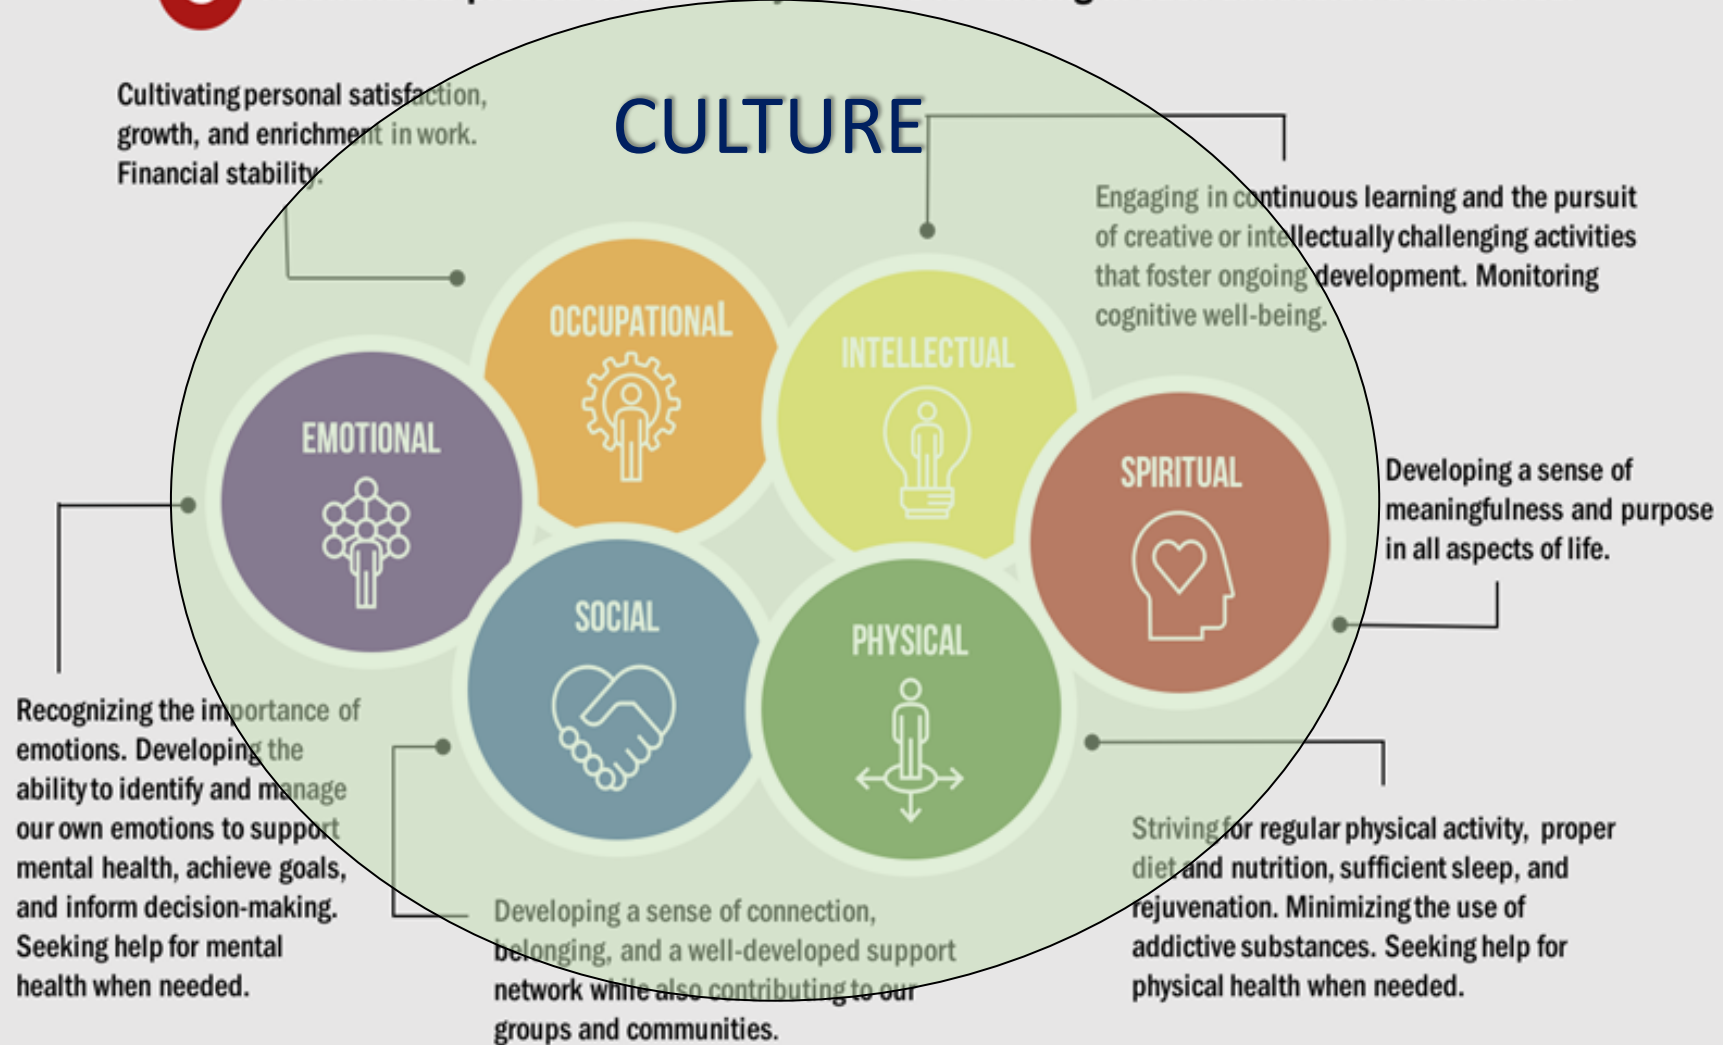 Cultivating personal satisfaction,
growth, and enrichment in work.
Financial stability.
CULTURE
Engaging in continuous learning and the pursuit
of creative or intellectually challenging activities
that foster ongoing development. Monitoring
cognitive well-being.
OCCUPATIONAL
INTELLECTUAL
EMOTIONAL
SPIRITUAL
Developing a sense of
meaningfulness and purpose
in all aspects of life.
SOCIAL
PHYSICAL
Recognizing the importance of
emotions. Developing the
ability to identify and manage
our own emotions to support
mental health, achieve goals,
and inform decision-making.
Seeking help for mental
health when needed.
Developing a sense of connection,
belonging, and a well-developed support
network while also contributing to our
groups and communities.
Striving for regular physical activity, proper
diet and nutrition, sufficient sleep, and
rejuvenation. Minimizing the use of
addictive substances. Seeking help for
physical health when needed.